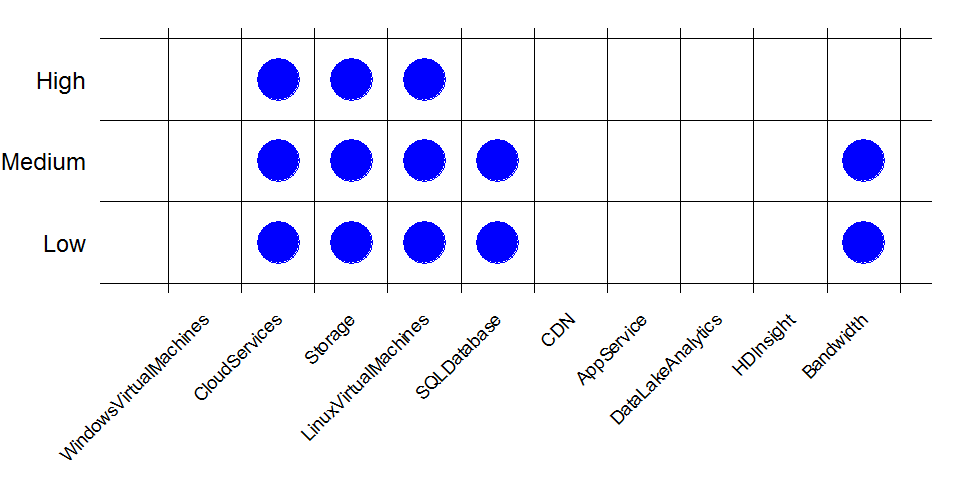 High
Medium
Low
WindowsVirtualMachines
CloudServices
Storage
LinuxVirtualMachines
SQLDatabase
CDN
AppService
DataLakeAnalytics
HDInsight
Bandwidth